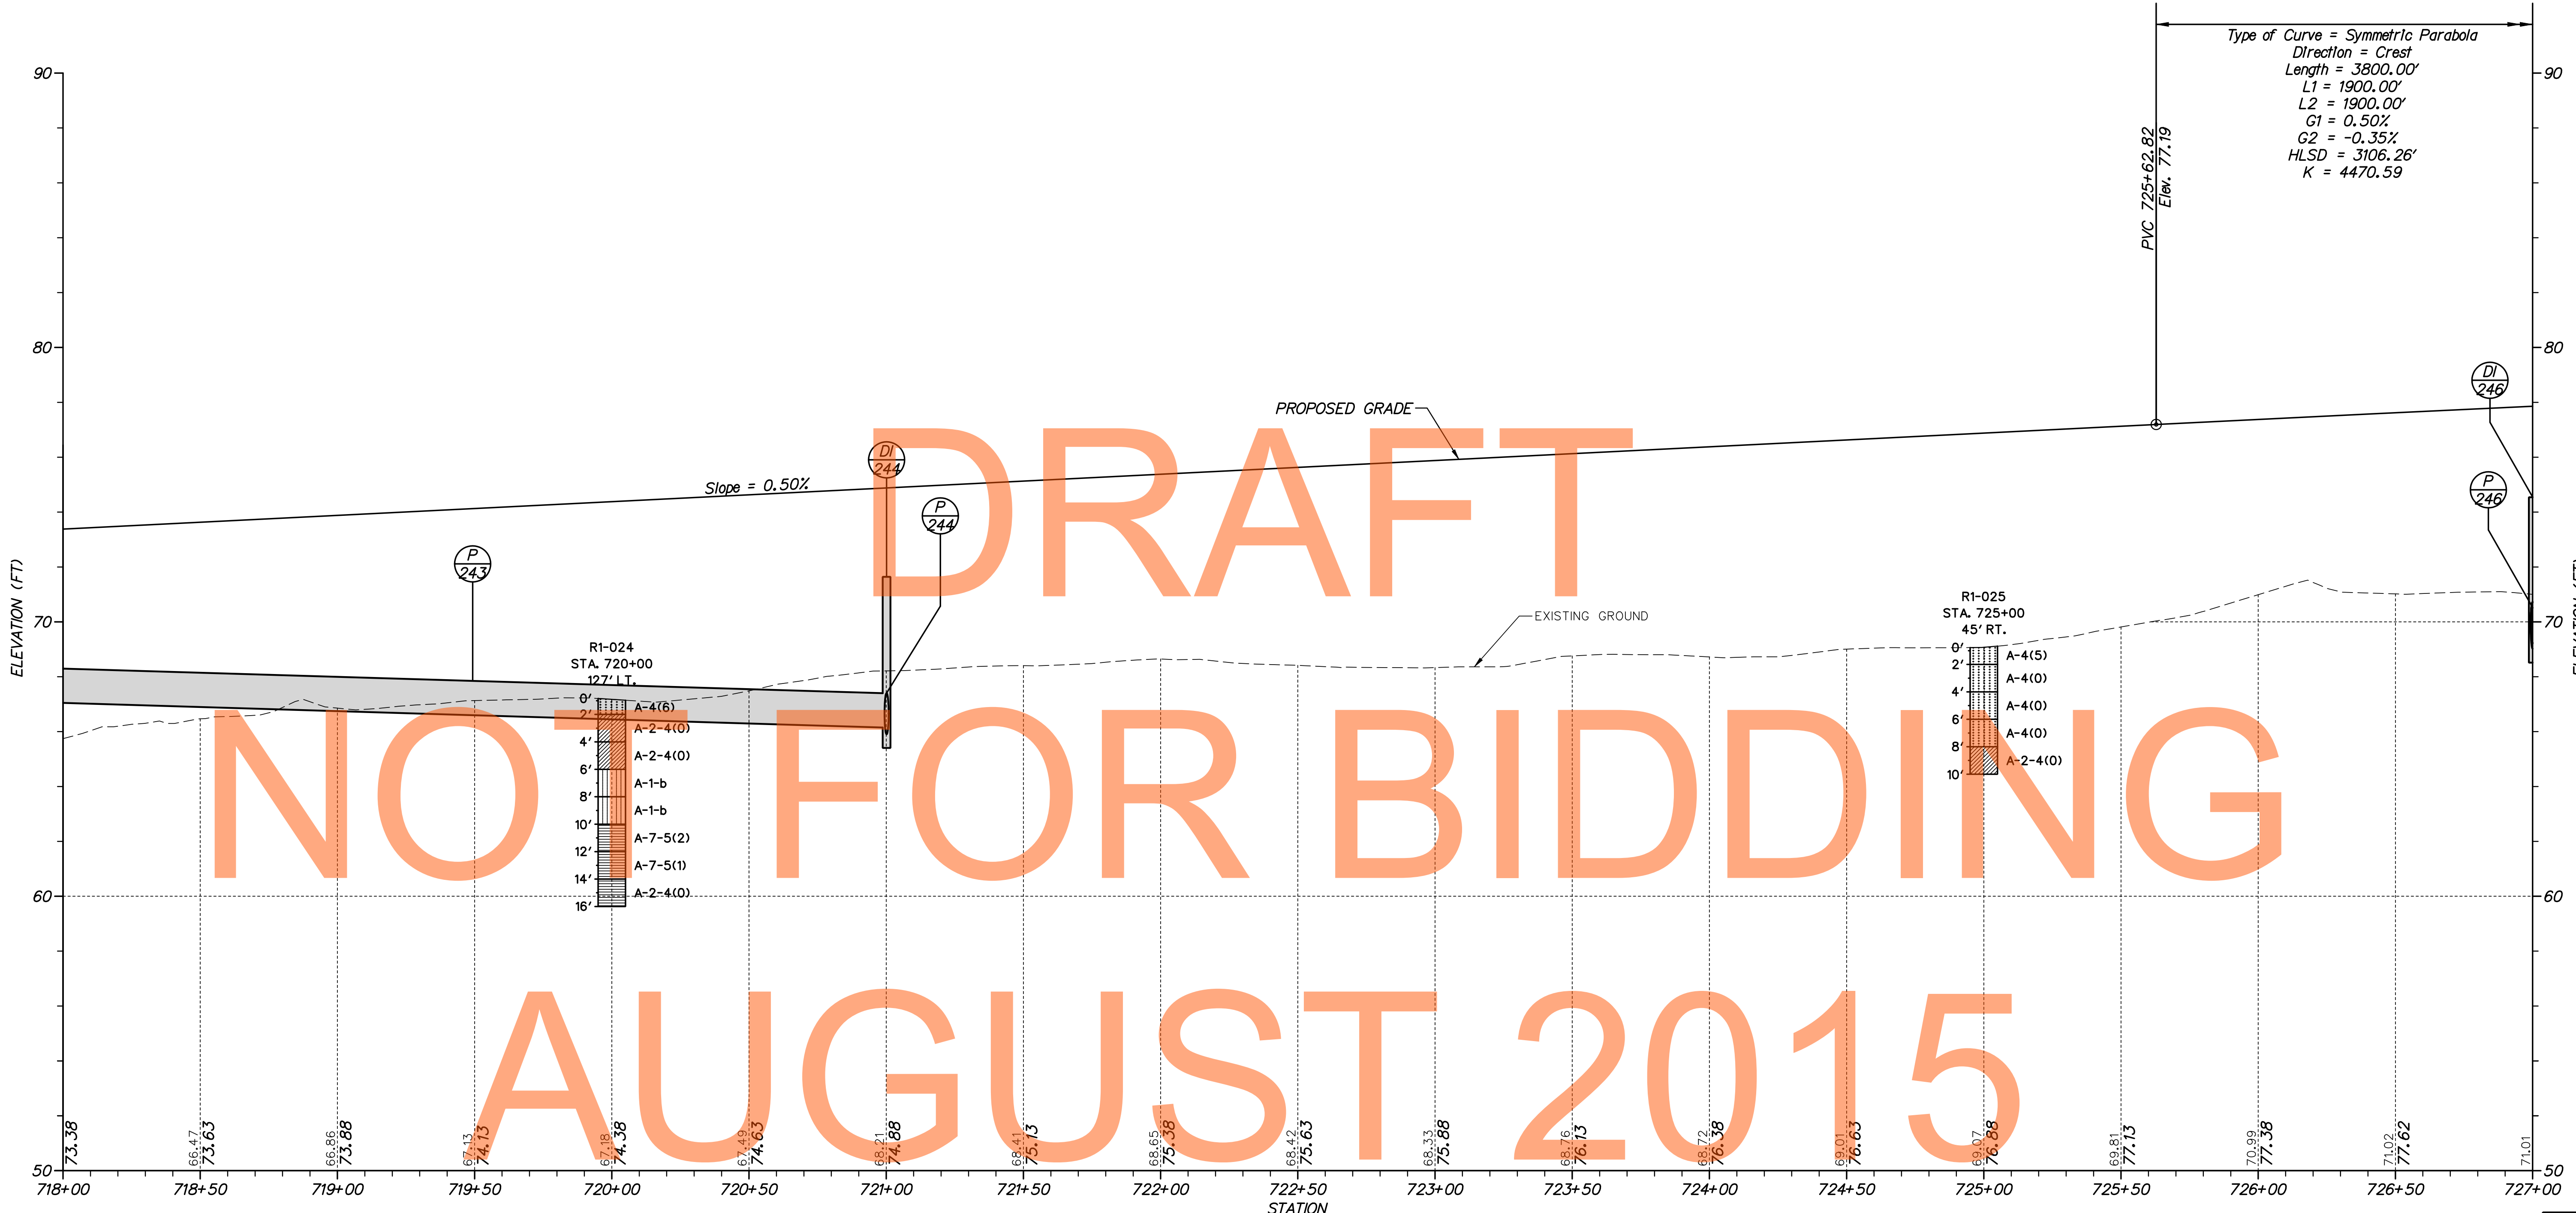 Type of Curve = Symmetric Parabola
Direction = Crest
Length = 3800.00'
L1 = 1900.00'
L2 = 1900.00'
G1 = 0.50%
G2 = -0.35%
HLSD = 3106.26'
K = 4470.59
PVC 725+62.82
Elev. 77.19
90
80
70
60
50
ELEVATION (FT)
90
80
70
60
50
DI
246
P
246
PROPOSED GRADE
DI
244
P
244
Slope = 0.50%
P
243
EXISTING GROUND
R1-024
STA. 720+00
127' LT.
0'
2'
4'
6'
8'
10'
12'
14'
16'
A-4(6)
A-2-4(0)
A-2-4(0)
A-1-b
A-1-b
A-7-5(2)
A-7-5(1)
A-2-4(0)
R1-025
STA. 725+00
45' RT.
0'
2'
4'
6'
8'
10'
A-4(5)
A-4(0)
A-4(0)
A-4(0)
A-2-4(0)
DRAFT
NOT FOR BIDDING
AUGUST 2015
73.38
66.47
73.63
66.86
73.88
67.13
74.13
67.18
74.38
67.49
74.63
68.21
74.88
68.41
75.13
68.65
75.38
68.42
75.63
68.33
75.88
68.76
76.13
68.72
76.38
69.01
76.63
69.07
76.88
69.81
77.13
70.99
77.38
71.02
77.62
71.01
718+00 718+50 719+00 719+50 720+00 720+50 721+00 721+50 722+00 722+50 723+00 723+50 724+00 724+50 725+00 725+50 726+00 726+50 727+00
STATION